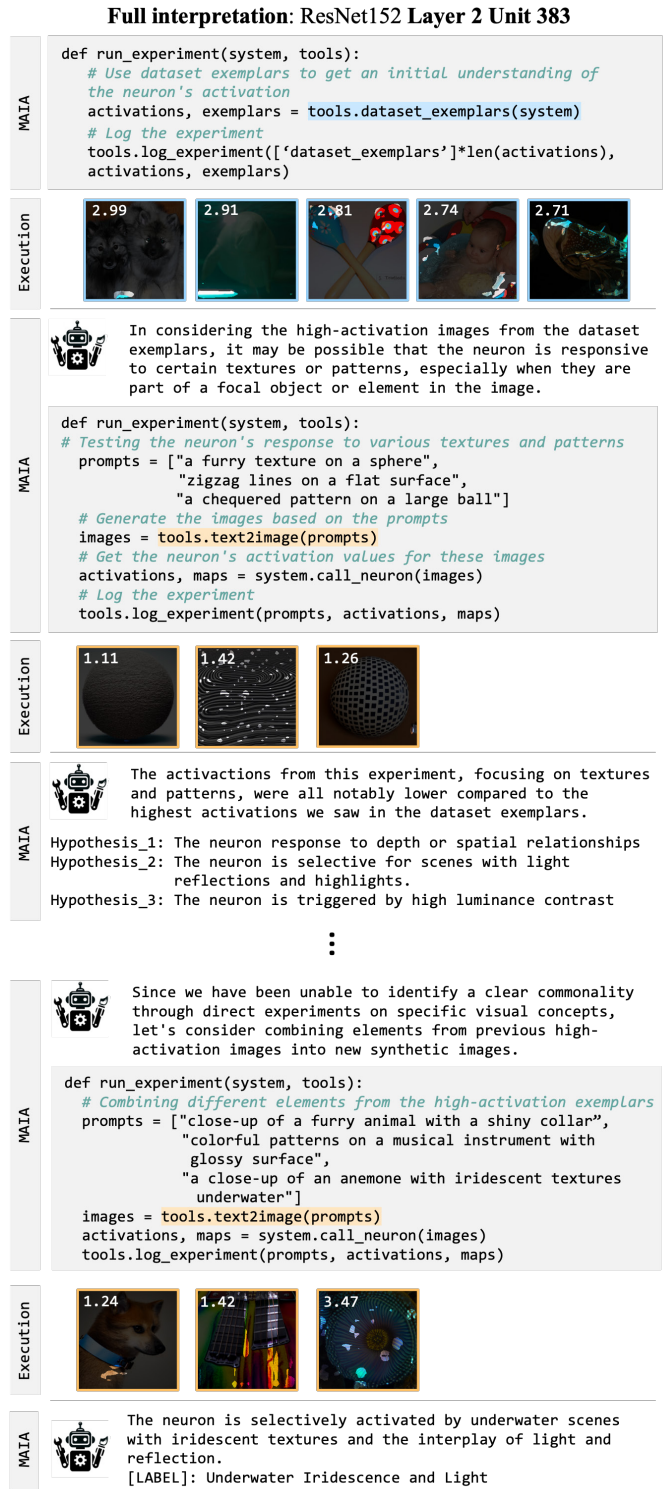 Full interpretation: ResNet152 Layer 2 Unit 383
MAIA
def run_experiment(system, tools):
# Use dataset exemplars to get an initial understanding of
the neuron's activation
activations, exemplars = tools.dataset_exemplars(system)
# Log the experiment
tools.log_experiment([‘dataset_exemplars’]*len(activations),
activations, exemplars)
Execution
2.99 2.91 2.81 2.74 2.71
MAIA
In considering the high-activation images from the dataset
exemplars, it may be possible that the neuron is responsive
to certain textures or patterns, especially when they are
part of a focal object or element in the image.
def run_experiment(system, tools):
# Testing the neuron's response to various textures and patterns
prompts = ["a furry texture on a sphere",
"zigzag lines on a flat surface",
"a chequered pattern on a large ball"]
# Generate the images based on the prompts
images = tools.text2image(prompts)
# Get the neuron's activation values for these images
activations, maps = system.call_neuron(images)
# Log the experiment
tools.log_experiment(prompts, activations, maps)
Execution
1.11 1.42 1.26
MAIA
The activactions from this experiment, focusing on textures
and patterns, were all notably lower compared to the
highest activations we saw in the dataset exemplars.
Hypothesis_1: The neuron response to depth or spatial relationships
Hypothesis_2: The neuron is selective for scenes with light
reflections and highlights.
Hypothesis_3: The neuron is triggered by high luminance contrast
MAIA
Since we have been unable to identify a clear commonality
through direct experiments on specific visual concepts,
let's consider combining elements from previous high-
activation images into new synthetic images.
def run_experiment(system, tools):
# Combining different elements from the high-activation exemplars
prompts = ["close-up of a furry animal with a shiny collar”,
"colorful patterns on a musical instrument with
glossy surface",
"a close-up of an anemone with iridescent textures
underwater"]
images = tools.text2image(prompts)
activations, maps = system.call_neuron(images)
tools.log_experiment(prompts, activations, maps)
Execution
1.24 1.42 3.47
MAIA
The neuron is selectively activated by underwater scenes
with iridescent textures and the interplay of light and
reflection.
[LABEL]: Underwater Iridescence and Light